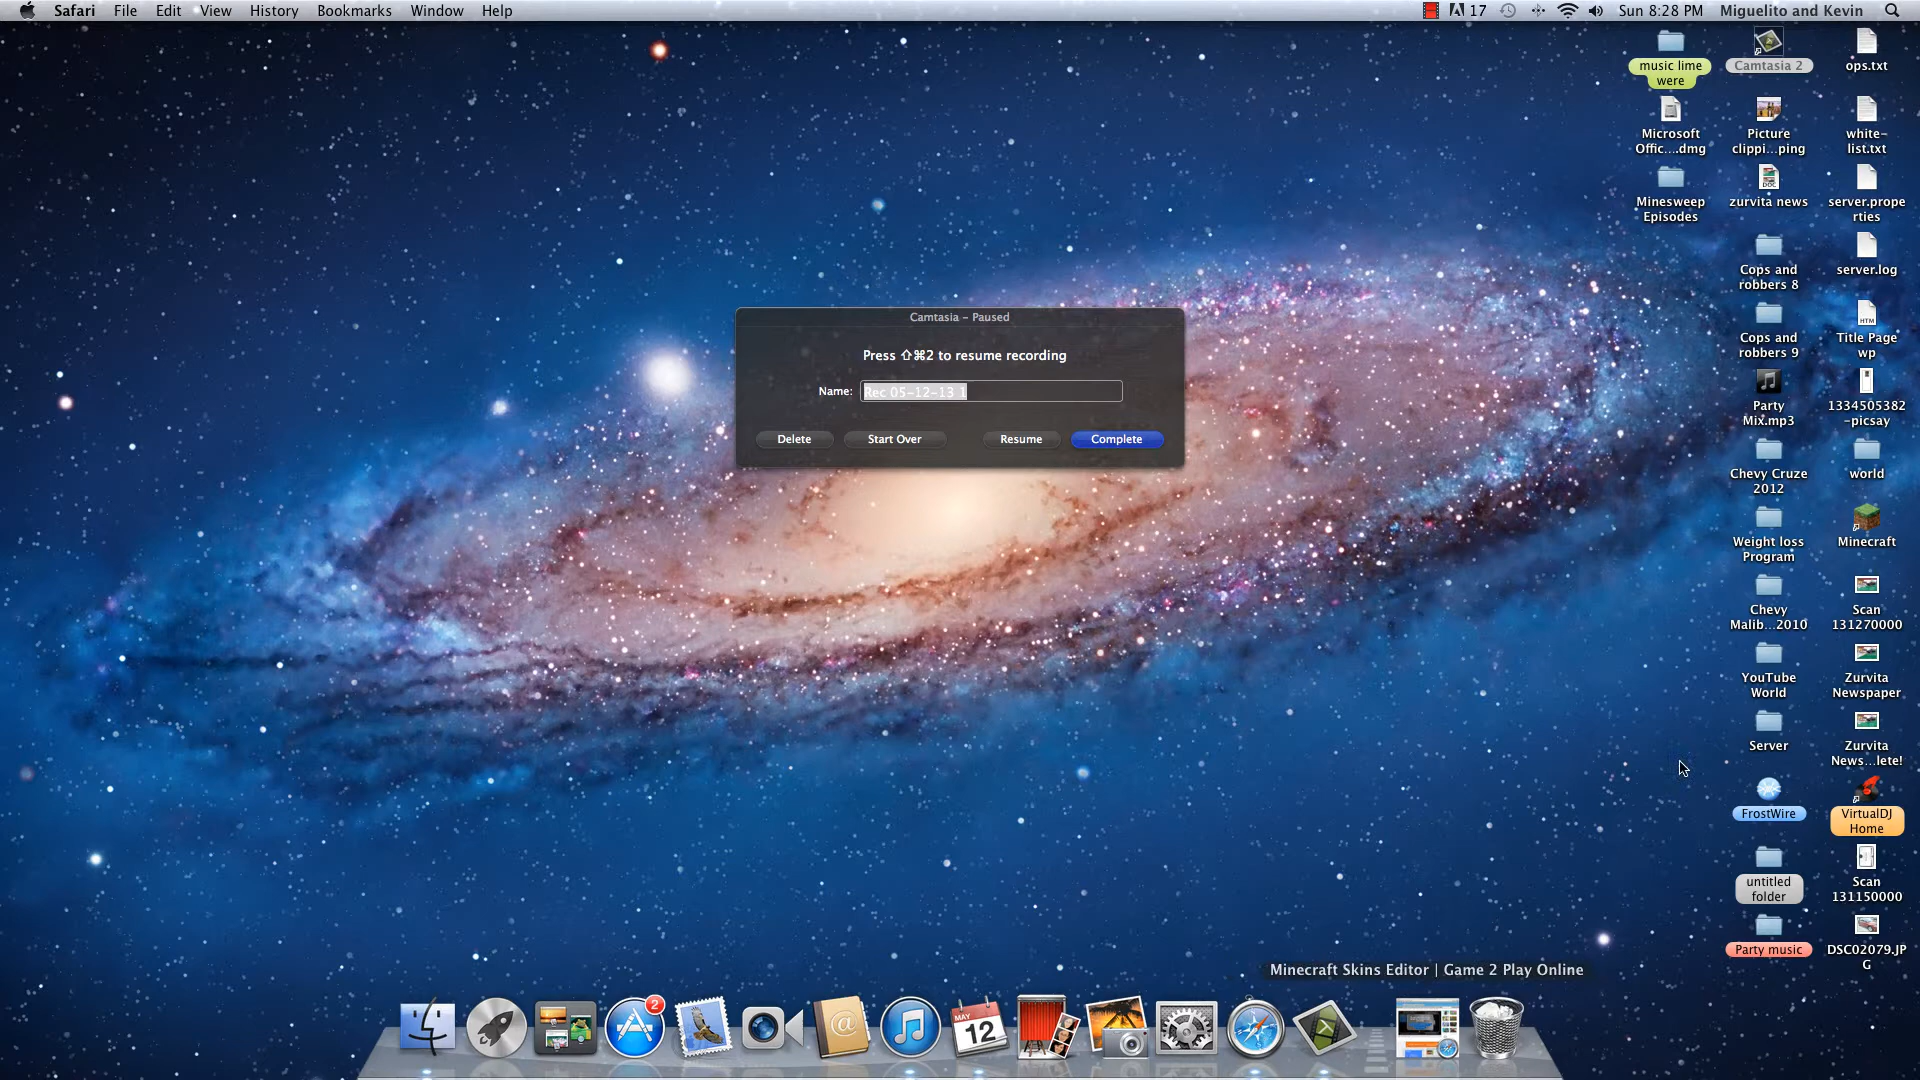 Safari File Edit View History Bookmarks Window Help
17 Sun 8:28 PM Miguelito and Kevin
music lime
were
Camtasia 2
ops.txt
Microsoft
Offic....dmg
Picture
clippi...ping
white-
list.txt
Minesweep
Episodes
zurvita news
server.prope
rties
Cops and
robbers 8
server.log
Cops and
robbers 9
Title Page
wp
Party
Mix.mp3
1334505382
-picsay
Chevy Cruze
2012
world
Weight loss
Program
Minecraft
Chevy
Malib...2010
Scan
131270000
YouTube
World
Zurvita
Newspaper
Server
Zurvita
News...lete!
FrostWire
VirtualDJ
Home
untitled
folder
Scan
131150000
Party music
DSC02079.JP
G
Camtasia – Paused
Press ⇧⌘2 to resume recording
Name: Rec 05-12-13 1
Delete Start Over Resume Complete
Minecraft Skins Editor | Game 2 Play Online
2
MAY
12
DOC
HTM